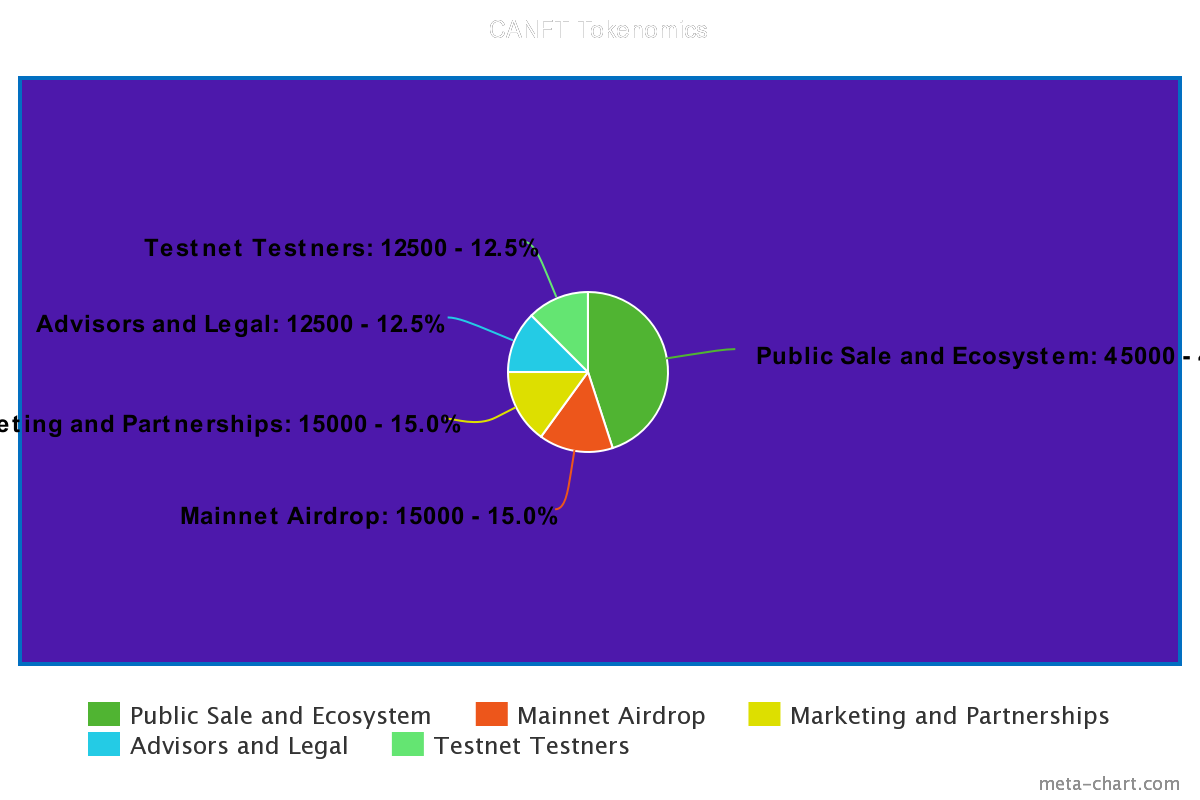 CANFT Tokenomics
Testnet Testners: 12500 - 12.5%
Advisors and Legal: 12500 - 12.5%
Public Sale and Ecosystem: 45000 -
eting and Partnerships: 15000 - 15.0%
Mainnet Airdrop: 15000 - 15.0%
Public Sale and Ecosystem Mainnet Airdrop Marketing and Partnerships
Advisors and Legal Testnet Testners
meta-chart.com